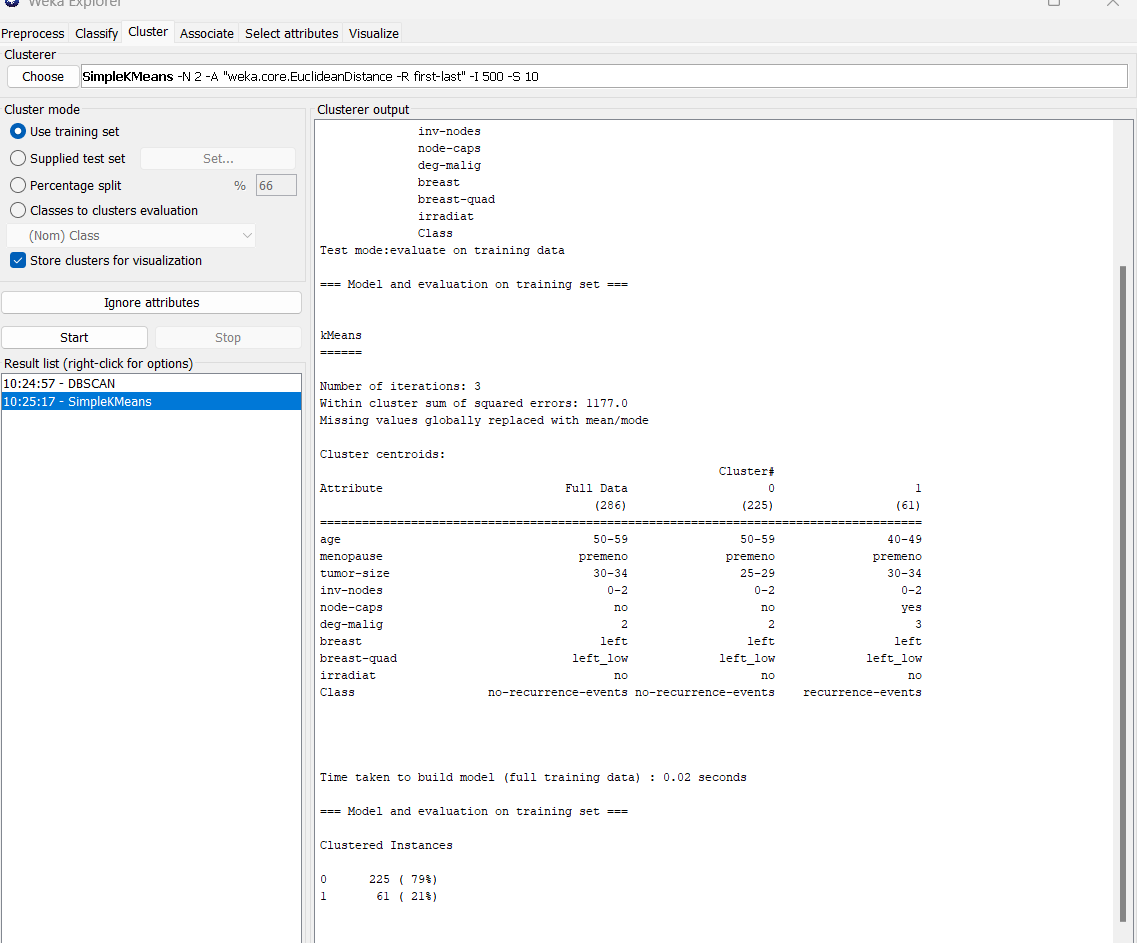 Weka Explorer
Preprocess Classify Cluster Associate Select attributes Visualize
Clusterer
Choose SimpleKMeans -N 2 -A "weka.core.EuclideanDistance -R first-last" -I 500 -S 10
Cluster mode
Use training set
Supplied test set Set...
Percentage split % 66
Classes to clusters evaluation
(Nom) Class
Store clusters for visualization
Ignore attributes
Start Stop
Result list (right-click for options)
10:24:57 - DBSCAN
10:25:17 - SimpleKMeans
Clusterer output
inv-nodes
node-caps
deg-malig
breast
breast-quad
irradiat
Class
Test mode:evaluate on training data
=== Model and evaluation on training set ===
kMeans
======
Number of iterations: 3
Within cluster sum of squared errors: 1177.0
Missing values globally replaced with mean/mode
Cluster centroids:
Cluster#
Attribute Full Data 0 1
(286) (225) (61)
=======================================================================================
age 50-59 50-59 40-49
menopause premeno premeno premeno
tumor-size 30-34 25-29 30-34
inv-nodes 0-2 0-2 0-2
node-caps no no yes
deg-malig 2 2 3
breast left left left
breast-quad left_low left_low left_low
irradiat no no no
Class no-recurrence-events no-recurrence-events recurrence-events
Time taken to build model (full training data) : 0.02 seconds
=== Model and evaluation on training set ===
Clustered Instances
0 225 ( 79%)
1 61 ( 21%)